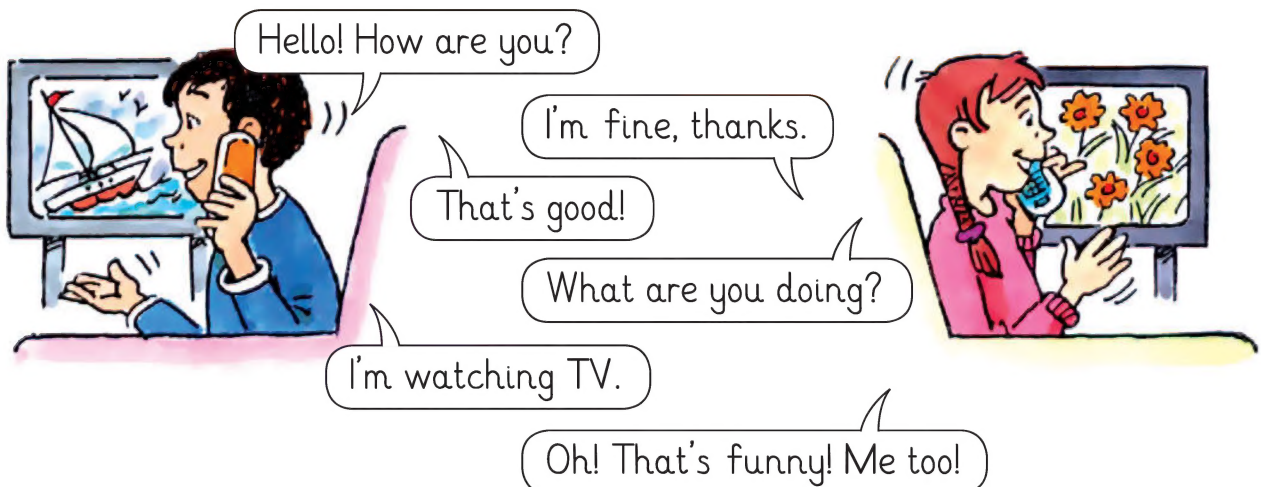 Hello! How are you?
I'm fine, thanks.
That's good!
What are you doing?
I'm watching TV.
Oh! That's funny! Me too!